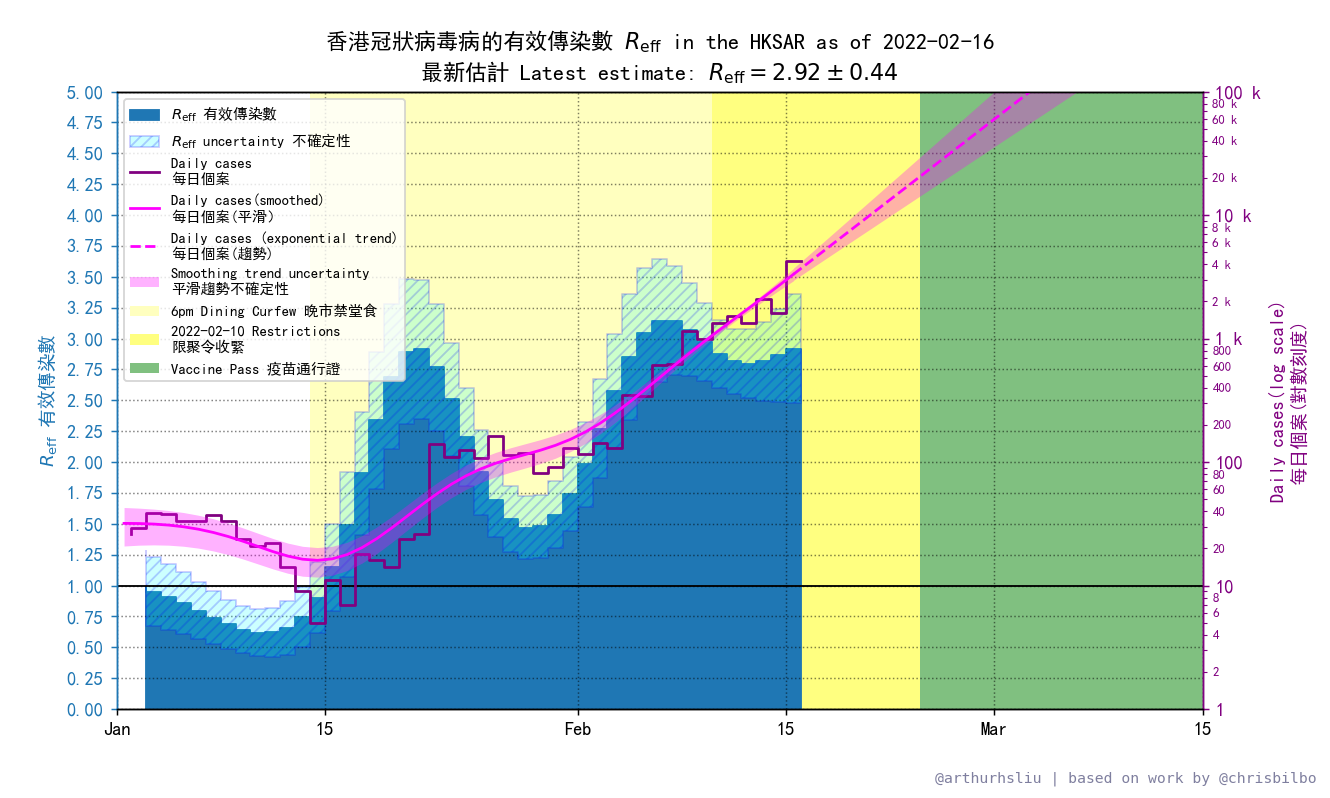 香港冠狀病毒病的有效傳染數 Reff in the HKSAR as of 2022-02-16
最新估計 Latest estimate: Reff = 2.92 ± 0.44
Reff 有效傳染數
Reff uncertainty 不確定性
Daily cases
每日個案
Daily cases(smoothed)
每日個案(平滑)
Daily cases (exponential trend)
每日個案(趨勢)
Smoothing trend uncertainty
平滑趨勢不確定性
6pm Dining Curfew 晚市禁堂食
2022-02-10 Restrictions
限聚令收緊
Vaccine Pass 疫苗通行證
Reff 有效傳染數
5.00
4.75
4.50
4.25
4.00
3.75
3.50
3.25
3.00
2.75
2.50
2.25
2.00
1.75
1.50
1.25
1.00
0.75
0.50
0.25
0.00
100 k
80 k
60 k
40 k
20 k
10 k
8 k
6 k
4 k
2 k
1 k
800
600
400
200
100
80
60
40
20
10
8
6
4
2
1
Daily cases(log scale)
每日個案(對數刻度)
Jan 15 Feb 15 Mar 15
@arthurhsliu | based on work by @chrisbilbo